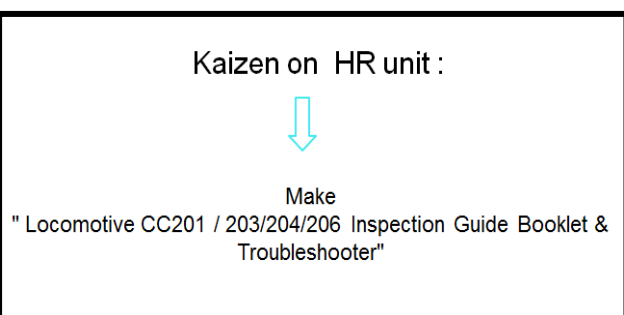 Kaizen on HR unit :
Make
" Locomotive CC201 / 203/204/206 Inspection Guide Booklet &
Troubleshooter"